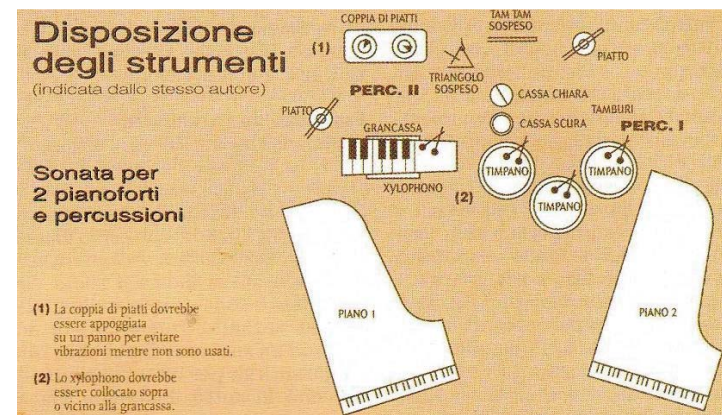 Disposizione
degli strumenti
(indicata dallo stesso autore)
Sonata per
2 pianoforti
e percussioni
(1) La coppia di piatti dovrebbe
essere appoggiata
su un panno per evitare
vibrazioni mentre non sono usati.
(2) Lo xylophono dovrebbe
essere collocato sopra
o vicino alla grancassa.
COPPIA DI PIATTI
(1)
TAM TAM
SOSPESO
PIATTO
TRIANGOLO
SOSPESO
PERC. II
PIATTO
CASSA CHIARA
TAMBURI
CASSA SCURA
PERC. I
GRANCASSA
XYLOPHONO
(2)
TIMPANO
TIMPANO
TIMPANO
PIANO 1
PIANO 2